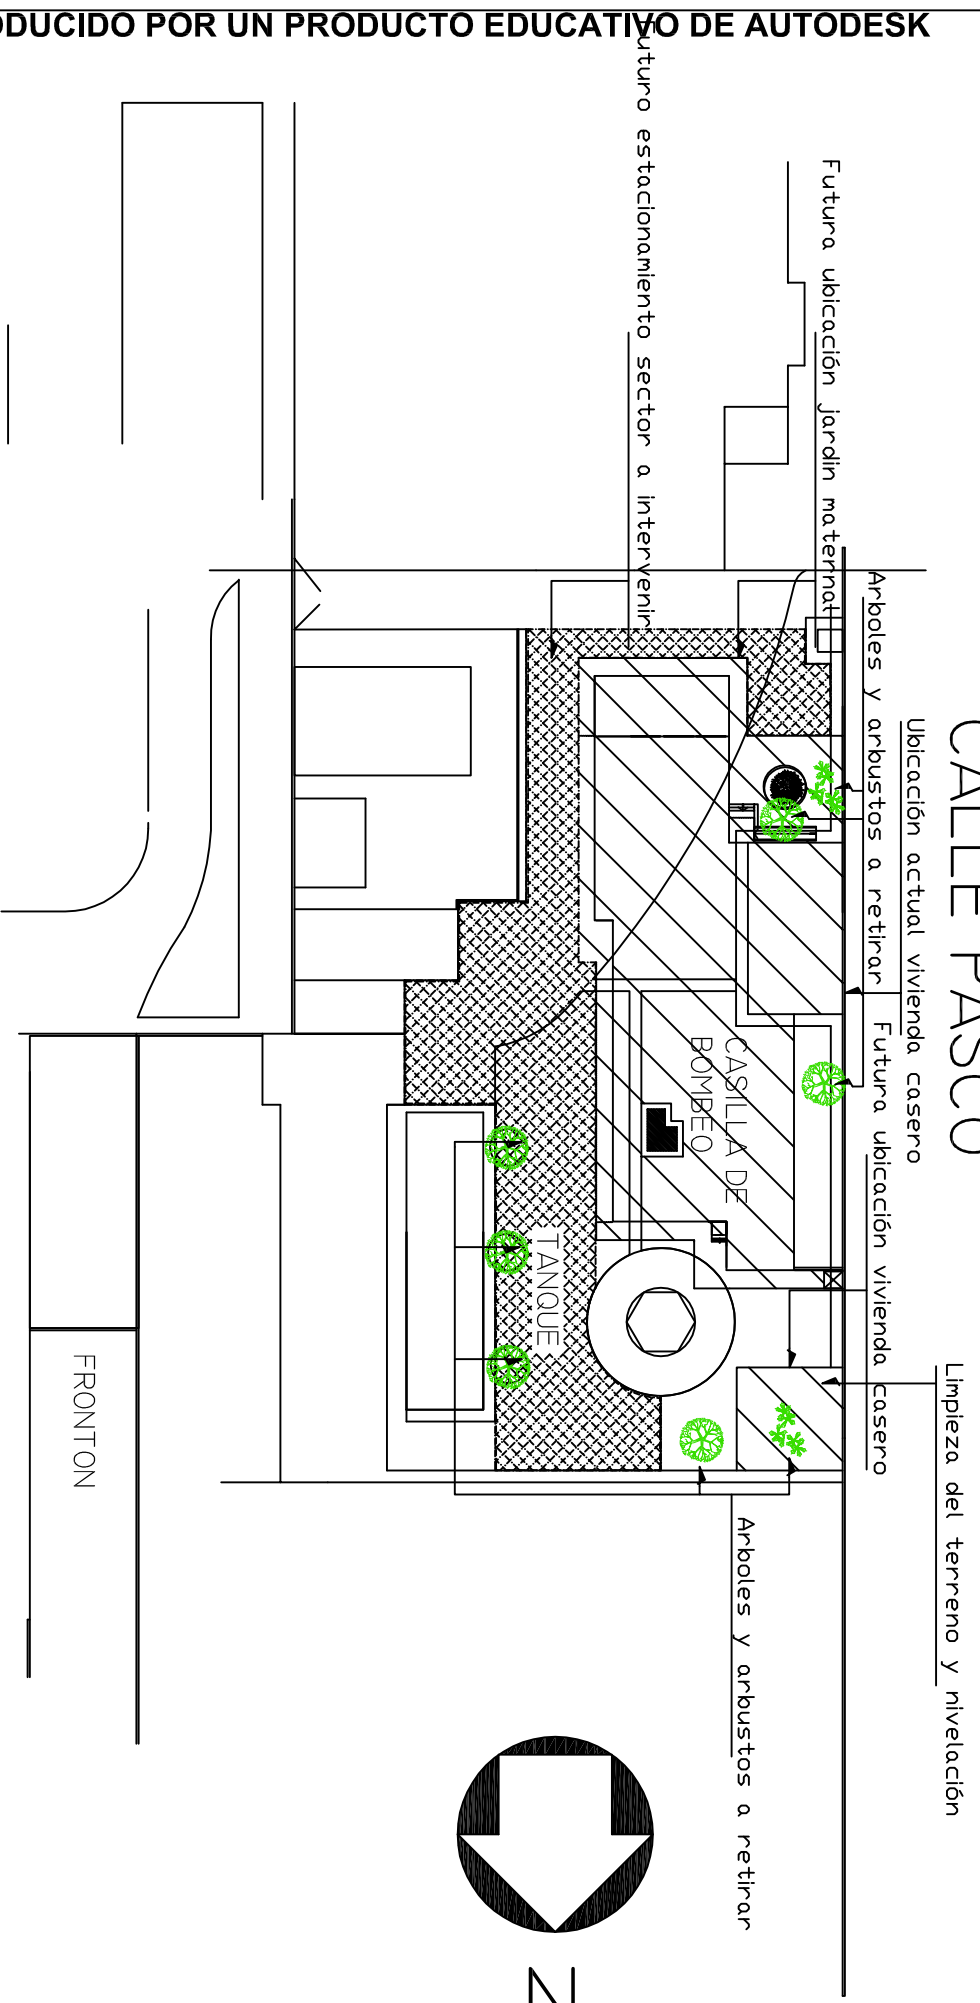 ODUCIDO POR UN PRODUCTO EDUCATIVO DE AUTODESK
CALLE PASCO
Limpieza del terreno y nivelación
Ubicación actual vivienda casero
Futura ubicación vivienda casero
Arboles y arbustos a retirar
Futura ubicación jardin maternal
Futuro estacionamiento sector a intervenir
Arboles y arbustos a retirar
CASILLA DE
BOMBEO
TANQUE
FRONTON
N